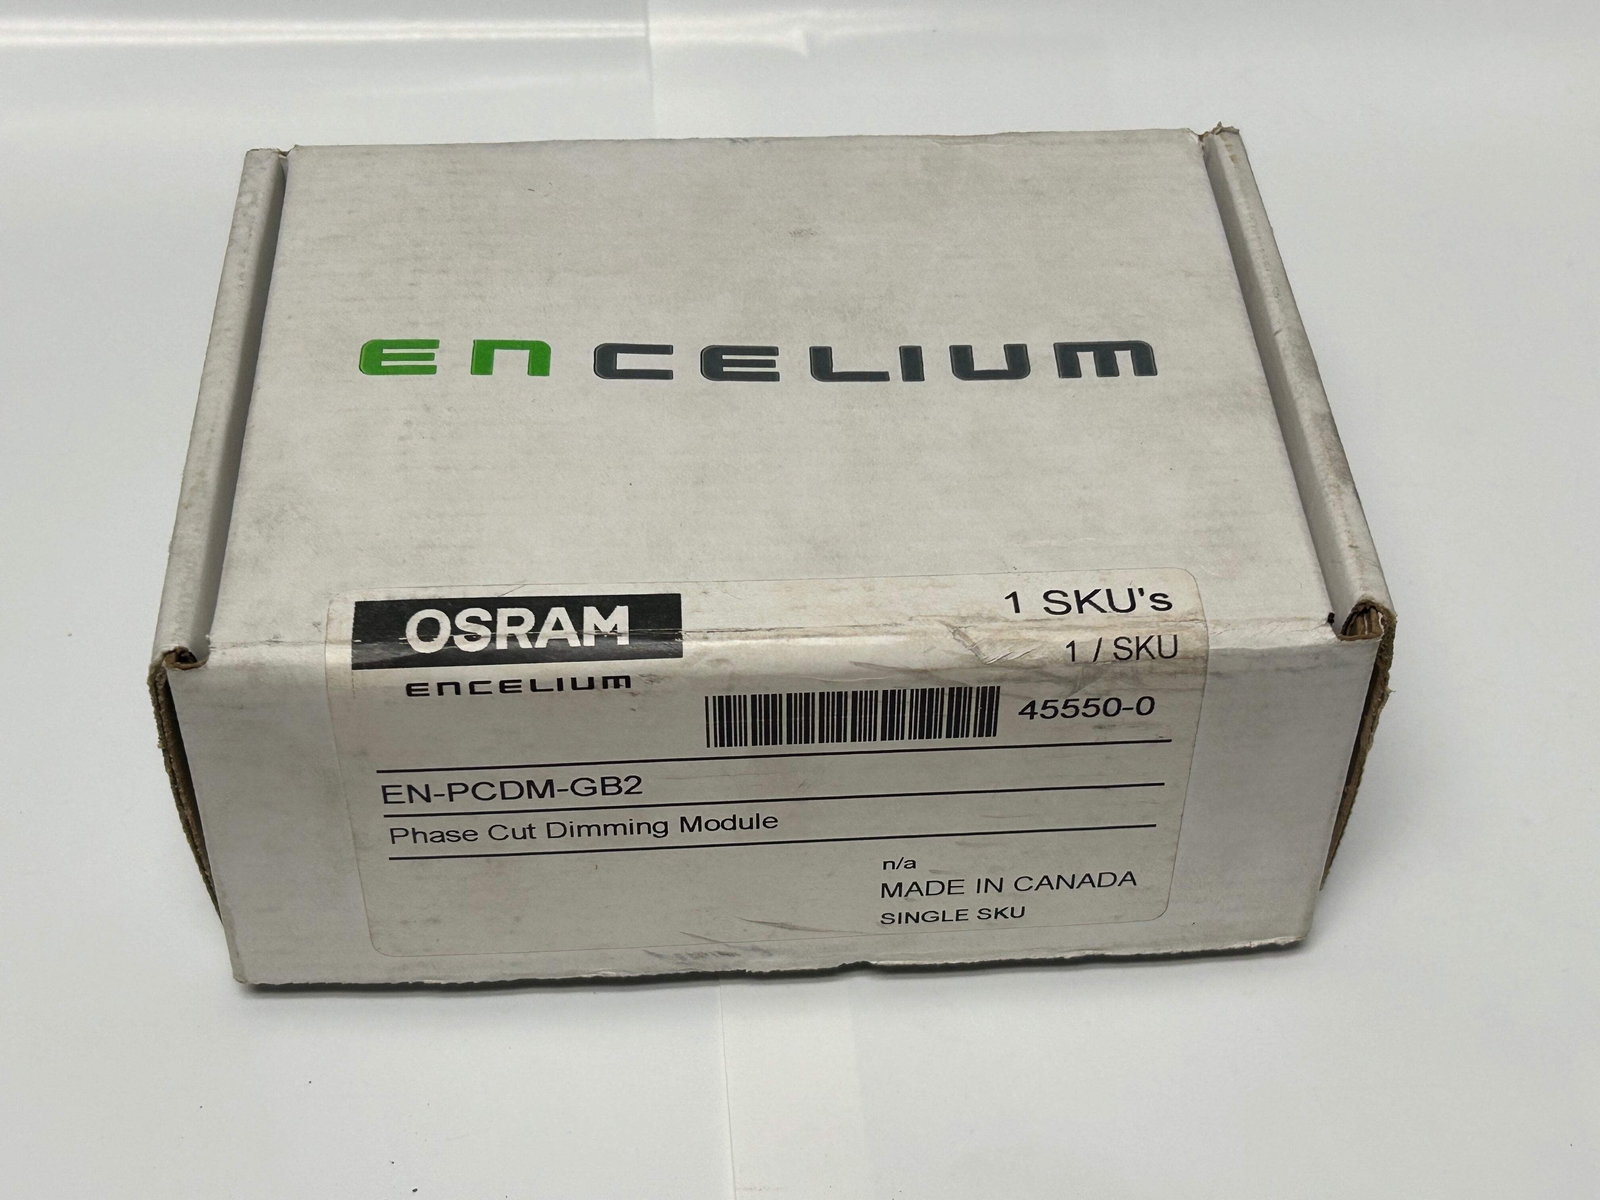 ENCELIUM
OSRAM
ENCELIUM
1 SKU's
1 / SKU
45550-0
EN-PCDM-GB2
Phase Cut Dimming Module
n/a
MADE IN CANADA
SINGLE SKU